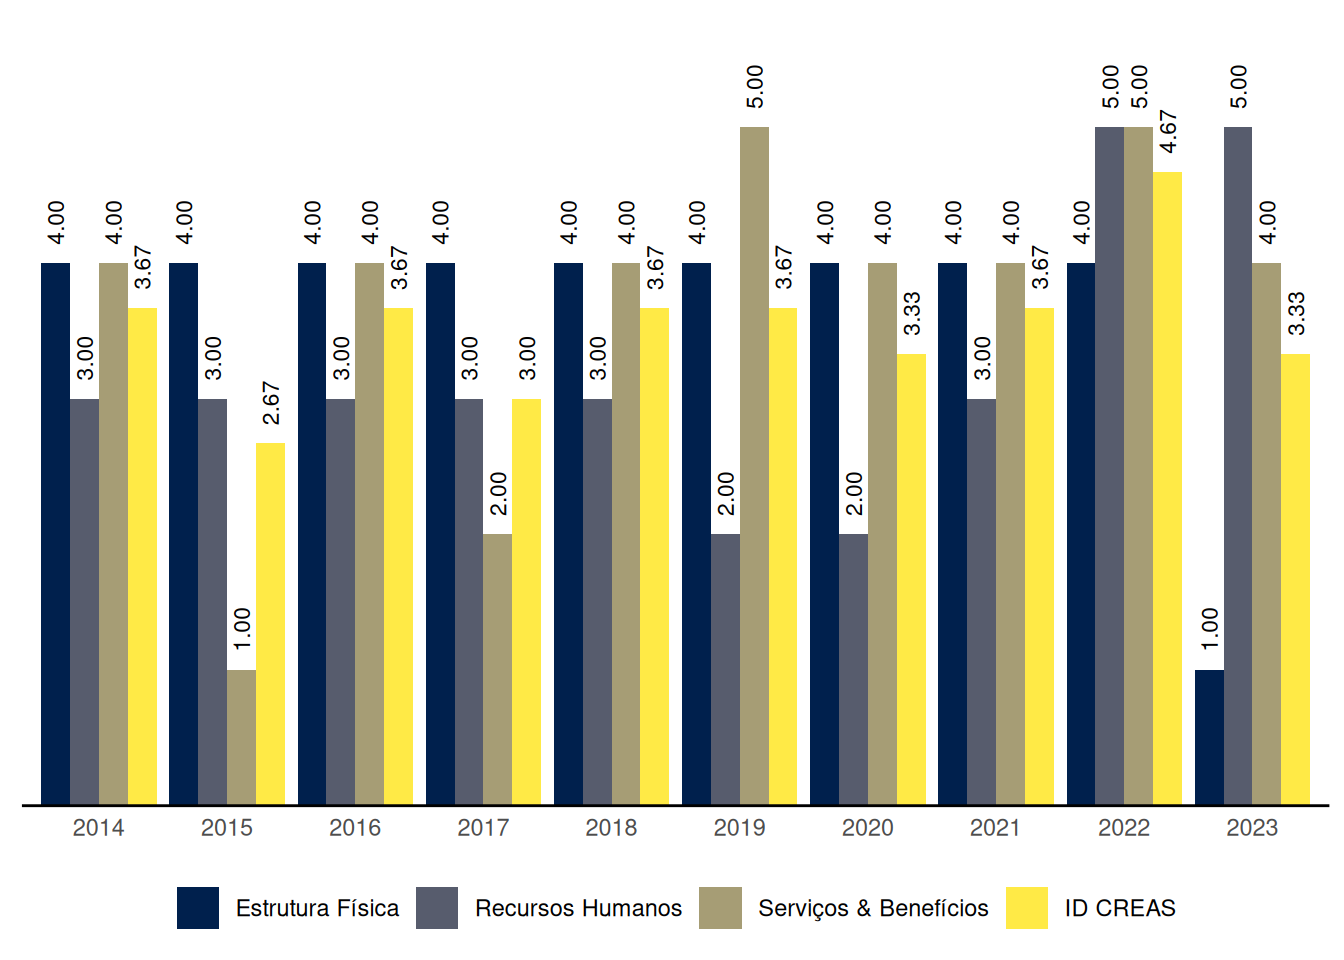 4.00 3.00 4.00 3.67 4.00 3.00 1.00 2.67 4.00 3.00 4.00 3.67 4.00 3.00 2.00 3.00 4.00 3.00 4.00 3.67 4.00 2.00 5.00 3.67 4.00 2.00 4.00 3.33 4.00 3.00 4.00 3.67 4.00 5.00 5.00 4.67 1.00 5.00 4.00 3.33
2014 2015 2016 2017 2018 2019 2020 2021 2022 2023
Estrutura Física Recursos Humanos Serviços & Benefícios ID CREAS